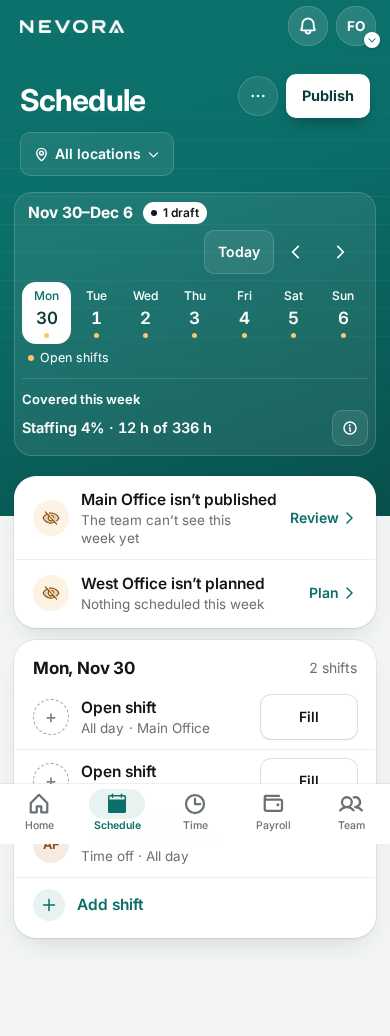 NEVORA
FO
Schedule
Publish
All locations
Nov 30–Dec 6
1 draft
Today
Mon Tue Wed Thu Fri Sat Sun
30 1 2 3 4 5 6
Open shifts
Covered this week
Staffing 4% · 12 h of 336 h
Main Office isn’t published
The team can’t see this
week yet
Review
West Office isn’t planned
Nothing scheduled this week
Plan
Mon, Nov 30
2 shifts
Open shift
All day · Main Office
Fill
Open shift
Fill
Home Schedule Time Payroll Team
Time off · All day
Add shift